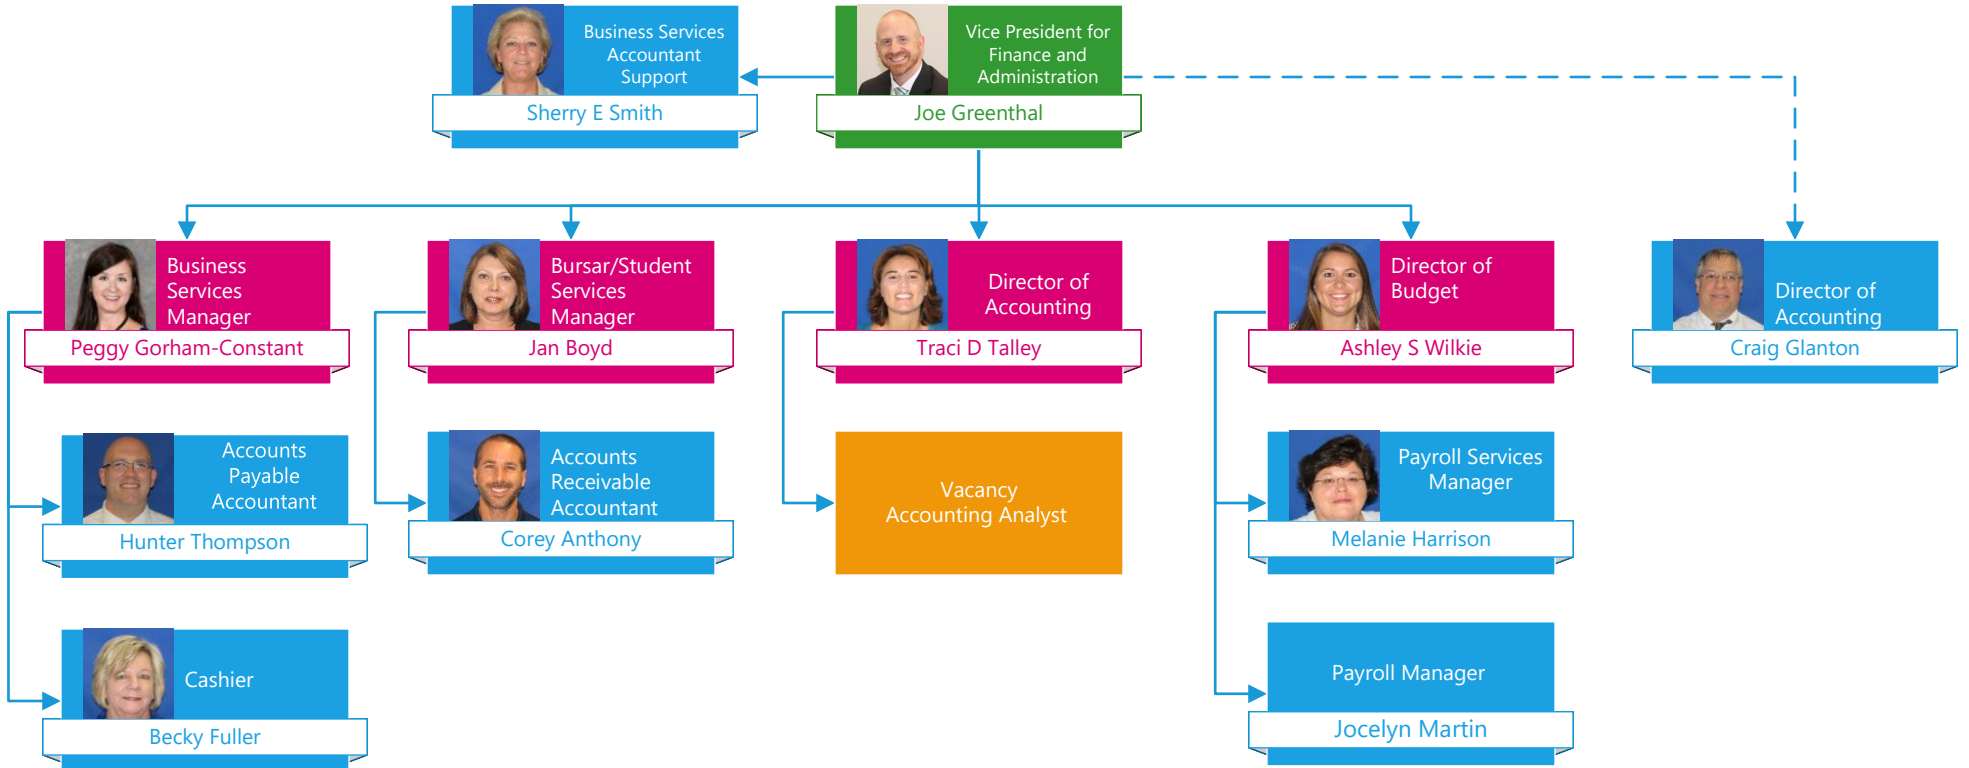 Business Services
Accountant
Support
Sherry E Smith
Vice President for
Finance and
Administration
Joe Greenthal
Business
Services
Manager
Peggy Gorham-Constant
Bursar/Student
Services
Manager
Jan Boyd
Director of
Accounting
Traci D Talley
Director of
Budget
Ashley S Wilkie
Director of
Accounting
Craig Glanton
Accounts
Payable
Accountant
Hunter Thompson
Accounts
Receivable
Accountant
Corey Anthony
Vacancy
Accounting Analyst
Payroll Services
Manager
Melanie Harrison
Cashier
Becky Fuller
Payroll Manager
Jocelyn Martin